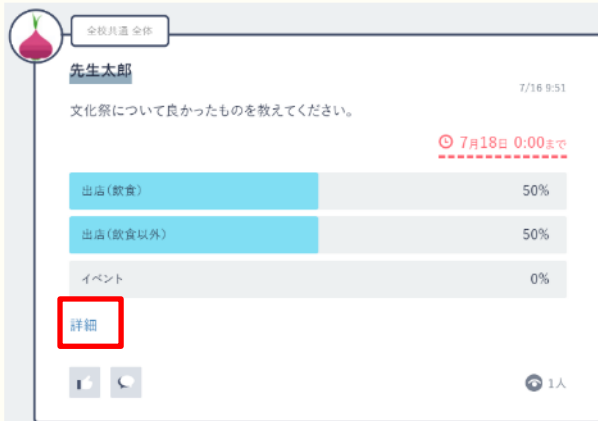 全校共通 全体
先生太郎
7/16 9:51
文化祭について良かったものを教えてください。
7月18日 0:00まで
出店(飲食) 50%
出店(飲食以外) 50%
イベント 0%
詳細
1人